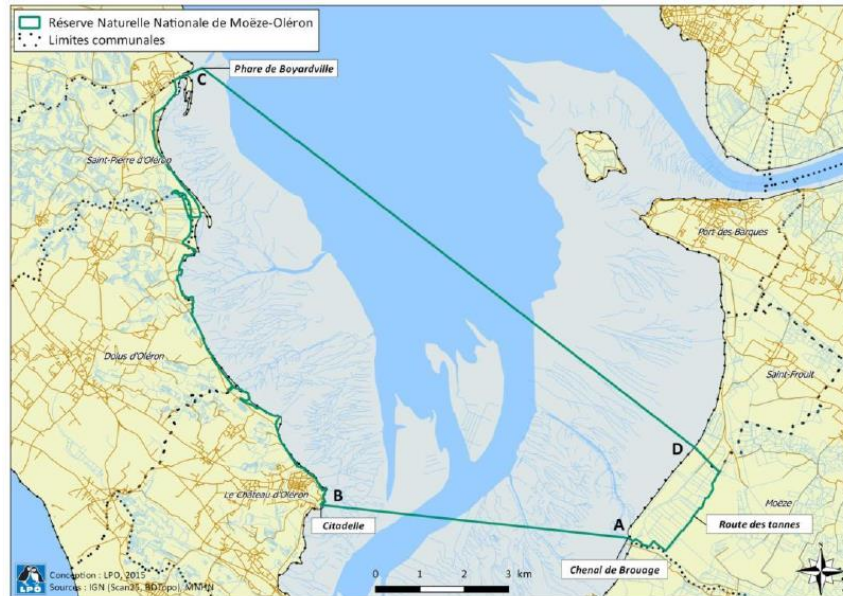 Réserve Naturelle Nationale de Moëze-Oléron
Limites communales
Phare de Boyardville
C
Saint-Pierre d'Oléron
Port des Barques
Dolus d'Oléron
Saint-Froult
D
Le Château d'Oléron
B
Moëze
Citadelle
A
Route des tannes
Chenal de Brouage
LPO
Conception : LPO, 2015
Sources : IGN (Scan25, BDTopo), MNHN
0 1 2 3 km